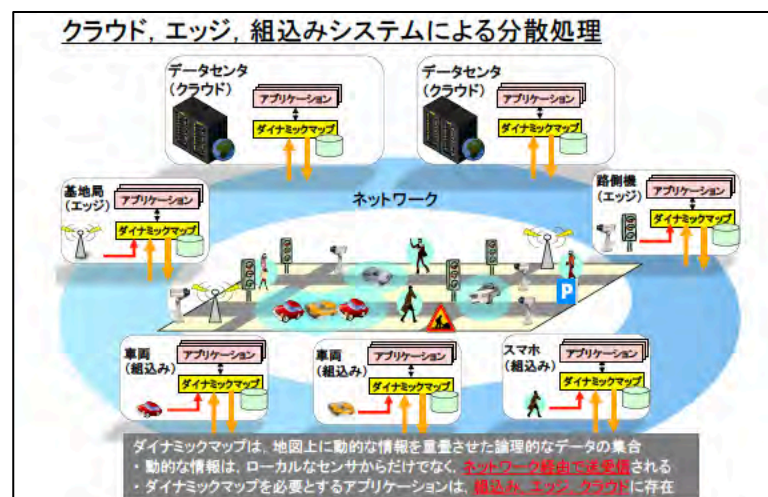 クラウド，エッジ，組込みシステムによる分散処理
データセンタ
（クラウド）
アプリケーション
ダイナミックマップ
データセンタ
（クラウド）
アプリケーション
ダイナミックマップ
ネットワーク
基地局
（エッジ）
アプリケーション
ダイナミックマップ
路側機
（エッジ）
アプリケーション
ダイナミックマップ
P
車両
（組込み）
アプリケーション
ダイナミックマップ
車両
（組込み）
アプリケーション
ダイナミックマップ
スマホ
（組込み）
アプリケーション
ダイナミックマップ
ダイナミックマップは，地図上に動的な情報を重畳させた論理的なデータの集合
・動的な情報は，ローカルなセンサからだけでなく，ネットワーク経由で送受信される
・ダイナミックマップを必要とするアプリケーションは，組込み，エッジ，クラウドに存在